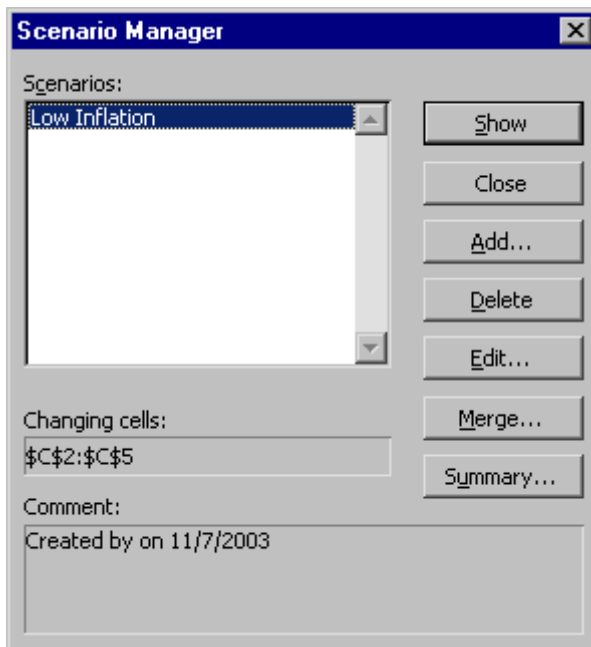 Scenario Manager
Scenarios:
Low Inflation
Show
Close
Add...
Delete
Edit...
Merge...
Summary...
Changing cells:
$C$2:$C$5
Comment:
Created by on 11/7/2003